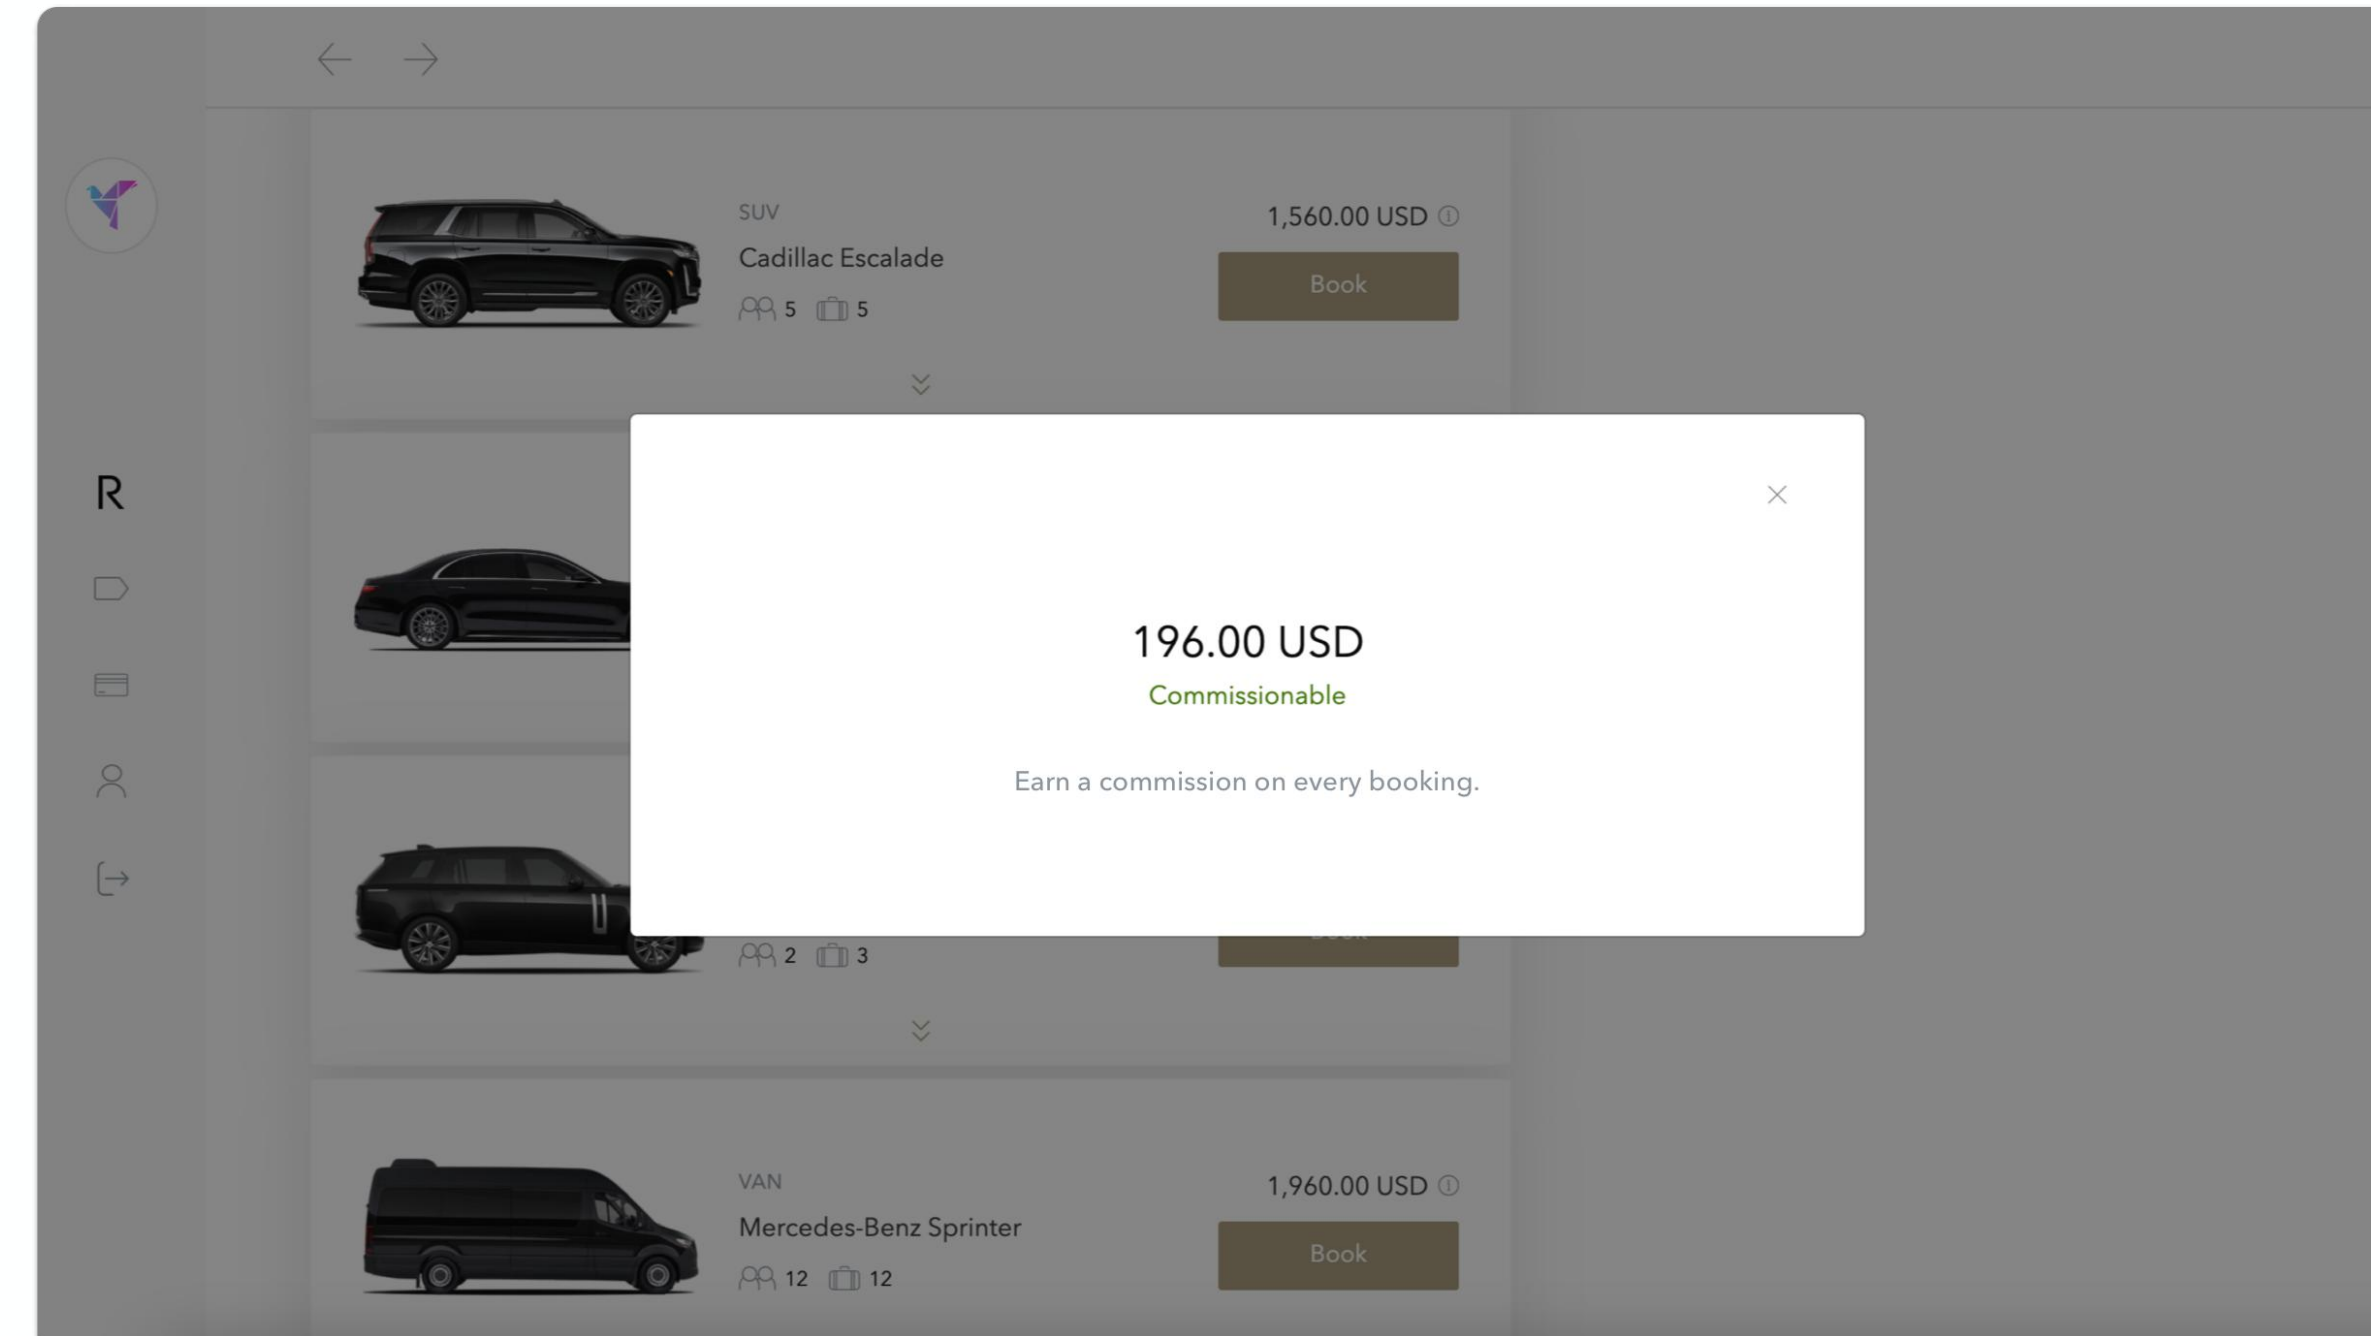 SUV
Cadillac Escalade
5 5
1,560.00 USD
Book
R
196.00 USD
Commissionable
Earn a commission on every booking.
2 3
VAN
Mercedes-Benz Sprinter
12 12
1,960.00 USD
Book